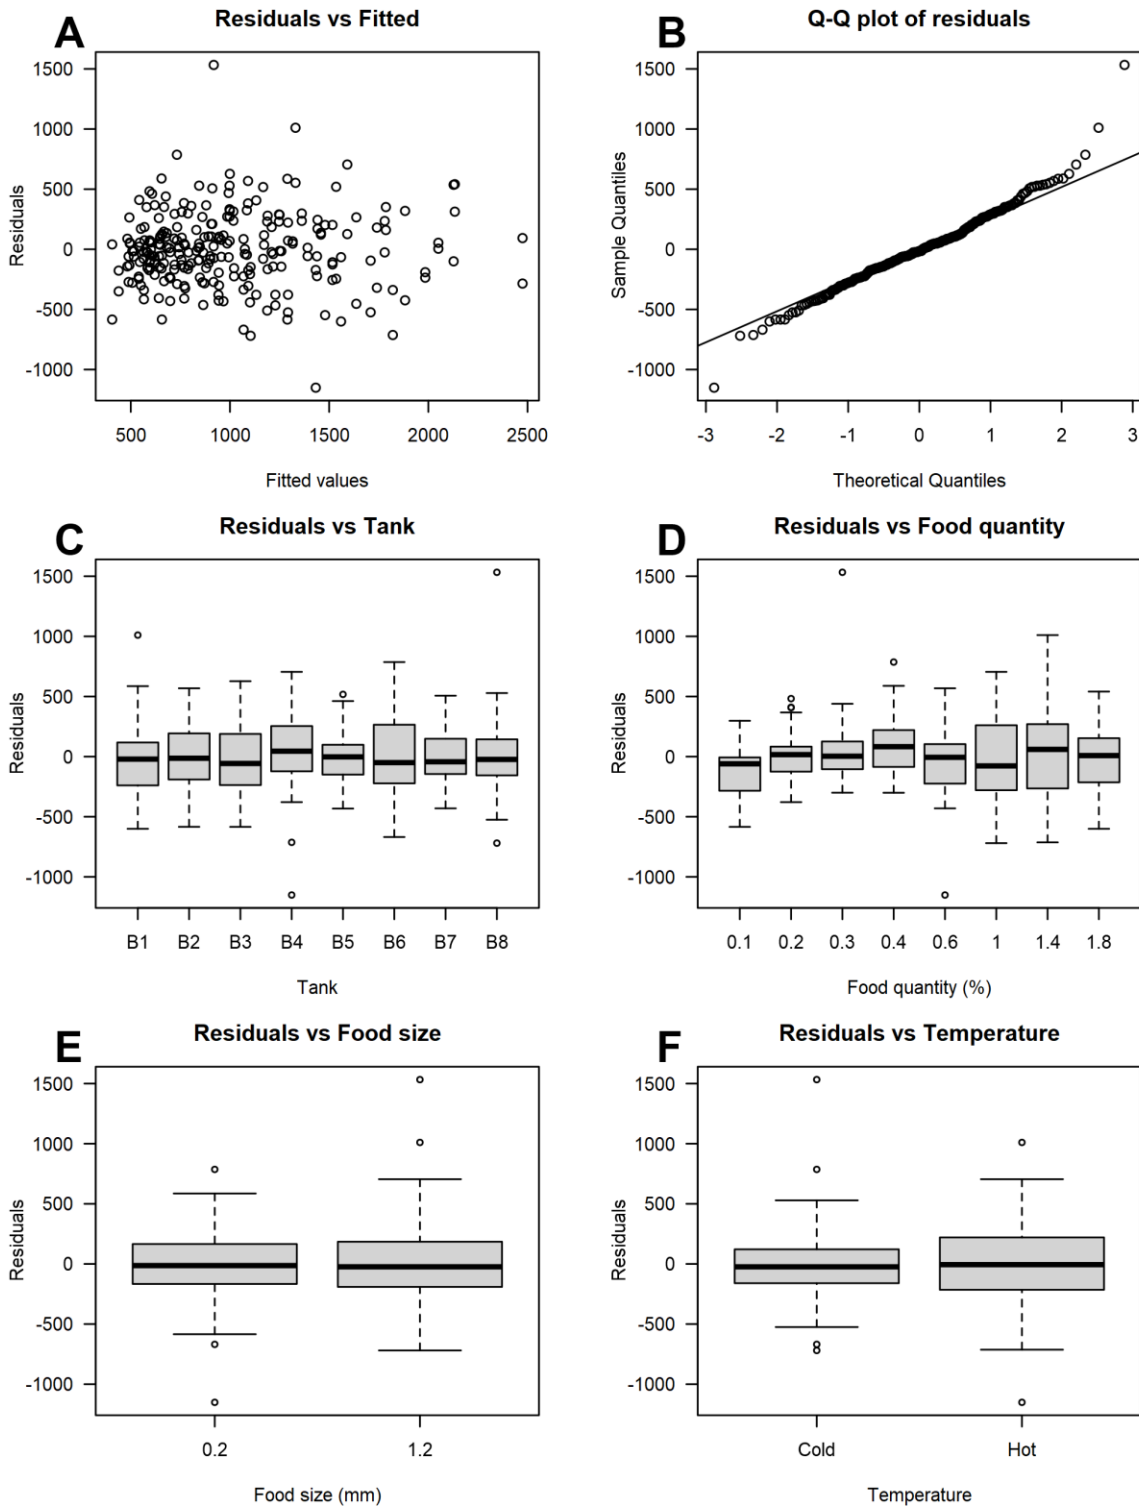 A
Residuals vs Fitted
Residuals
1500
1000
500
0
-500
-1000
500 1000 1500 2000 2500
Fitted values
B
Q-Q plot of residuals
Sample Quantiles
1500
1000
500
0
-500
-1000
-3 -2 -1 0 1 2 3
Theoretical Quantiles
C
Residuals vs Tank
Residuals
1500
1000
500
0
-500
-1000
B1 B2 B3 B4 B5 B6 B7 B8
Tank
D
Residuals vs Food quantity
Residuals
1500
1000
500
0
-500
-1000
0.1 0.2 0.3 0.4 0.6 1 1.4 1.8
Food quantity (%)
E
Residuals vs Food size
Residuals
1500
1000
500
0
-500
-1000
0.2 1.2
Food size (mm)
F
Residuals vs Temperature
Residuals
1500
1000
500
0
-500
-1000
Cold Hot
Temperature